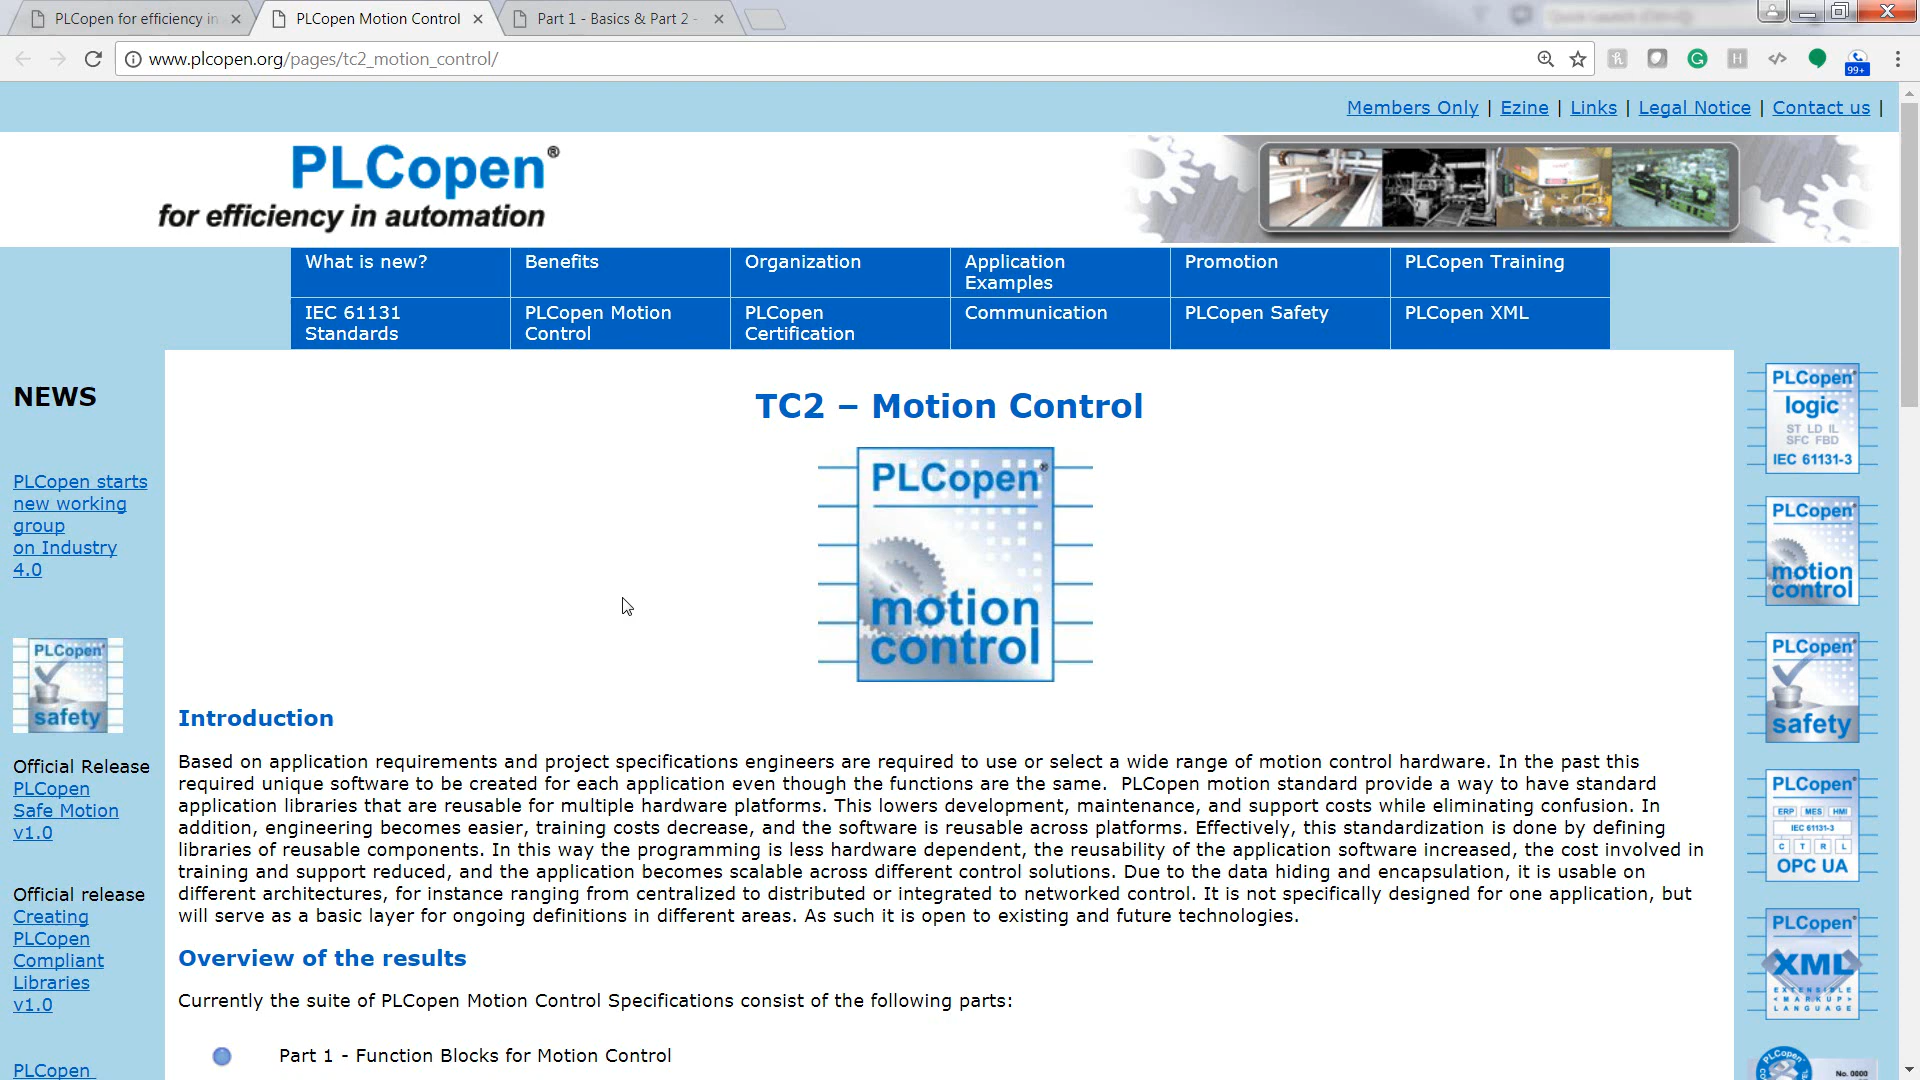 PLCopen for efficiency in
PLCopen Motion Control
Part 1 - Basics & Part 2 -
www.plcopen.org/pages/tc2_motion_control/
99+
Members Only | Ezine | Links | Legal Notice | Contact us |
PLCopen®
for efficiency in automation
What is new?
Benefits
Organization
Application
Examples
Promotion
PLCopen Training
IEC 61131
Standards
PLCopen Motion
Control
PLCopen
Certification
Communication
PLCopen Safety
PLCopen XML
NEWS
PLCopen starts
new working
group
on Industry
4.0
PLCopen
safety
Official Release
PLCopen
Safe Motion
v1.0
Official release
Creating
PLCopen
Compliant
Libraries
v1.0
PLCopen
TC2 – Motion Control
PLCopen®
motion
control
Introduction
Based on application requirements and project specifications engineers are required to use or select a wide range of motion control hardware. In the past this
required unique software to be created for each application even though the functions are the same.  PLCopen motion standard provide a way to have standard
application libraries that are reusable for multiple hardware platforms. This lowers development, maintenance, and support costs while eliminating confusion. In
addition, engineering becomes easier, training costs decrease, and the software is reusable across platforms. Effectively, this standardization is done by defining
libraries of reusable components. In this way the programming is less hardware dependent, the reusability of the application software increased, the cost involved in
training and support reduced, and the application becomes scalable across different control solutions. Due to the data hiding and encapsulation, it is usable on
different architectures, for instance ranging from centralized to distributed or integrated to networked control. It is not specifically designed for one application, but
will serve as a basic layer for ongoing definitions in different areas. As such it is open to existing and future technologies.
Overview of the results
Currently the suite of PLCopen Motion Control Specifications consist of the following parts:
Part 1 - Function Blocks for Motion Control
PLCopen
logic
ST LD IL
SFC FBD
IEC 61131-3
PLCopen
motion
control
PLCopen
safety
PLCopen
ERP MES HMI
IEC 61131-3
C T R L
OPC UA
PLCopen
XML
EXTENSIBLE
<MARKUP>
LANGUAGE
PLCopen
No. 0000